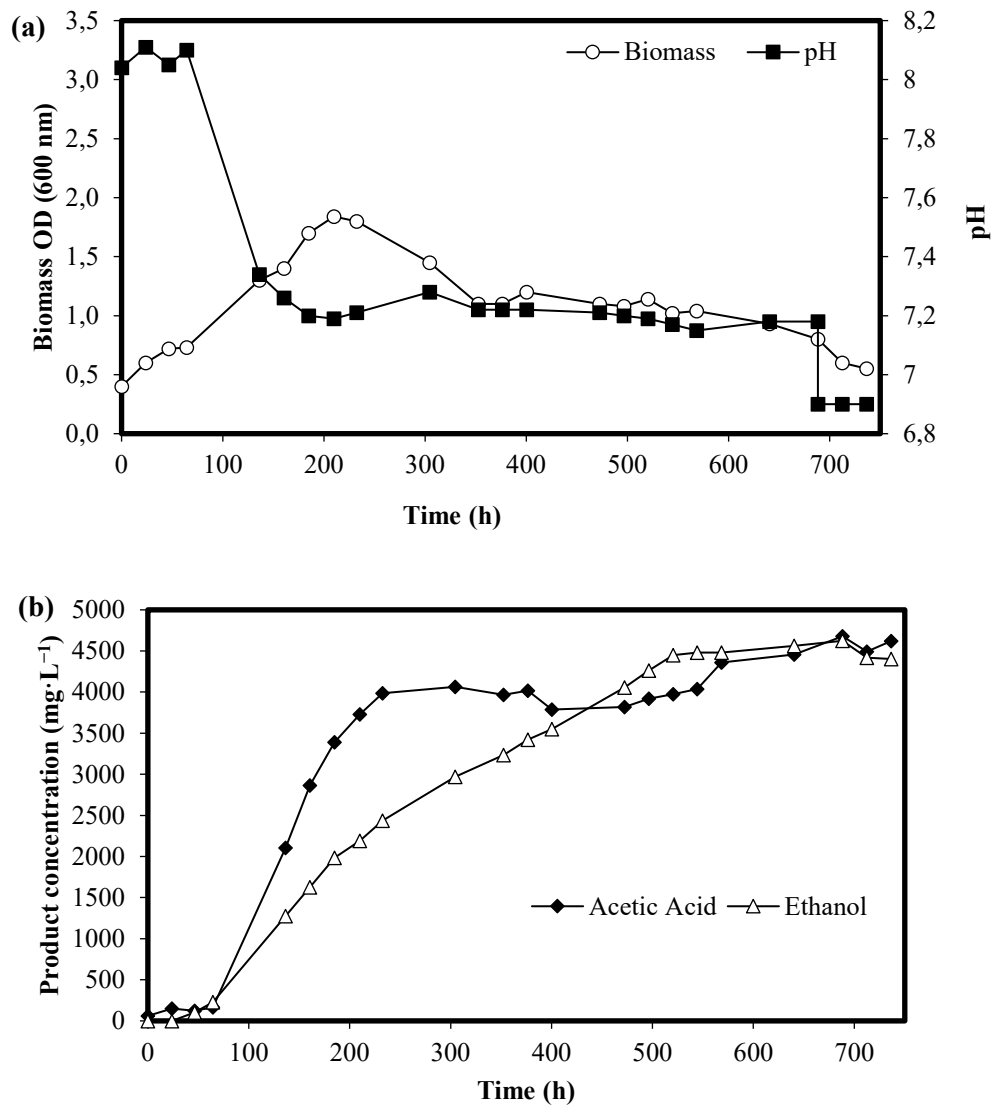 (a)
Biomass OD (600 nm)
3,5
3,0
2,5
2,0
1,5
1,0
0,5
0,0
Biomass
pH
8,2
8
7,8
7,6
7,4
7,2
7
6,8
pH
0 100 200 300 400 500 600 700
Time (h)
(b)
Product concentration (mg·L⁻¹)
5000
4500
4000
3500
3000
2500
2000
1500
1000
500
0
Acetic Acid
Ethanol
0 100 200 300 400 500 600 700
Time (h)